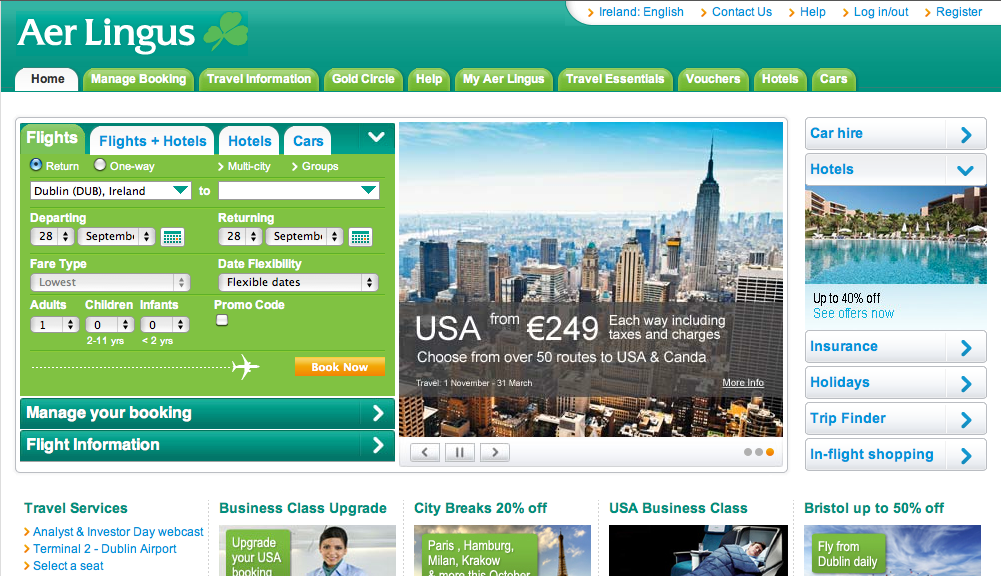 Ireland: English
Contact Us
Help
Log in/out
Register
Aer Lingus
Home
Manage Booking
Travel Information
Gold Circle
Help
My Aer Lingus
Travel Essentials
Vouchers
Hotels
Cars
Flights
Flights + Hotels
Hotels
Cars
Return
One-way
Multi-city
Groups
Dublin (DUB), Ireland
to
Departing
Returning
28
Septembe
28
Septembe
Fare Type
Date Flexibility
Lowest
Flexible dates
Adults
Children
Infants
Promo Code
1
0
0
2-11 yrs
< 2 yrs
Book Now
Manage your booking
Flight Information
USA from €249 Each way including
taxes and charges
Choose from over 50 routes to USA & Canda
Travel: 1 November - 31 March
More Info
Car hire
Hotels
Up to 40% off
See offers now
Insurance
Holidays
Trip Finder
In-flight shopping
Travel Services
Analyst & Investor Day webcast
Terminal 2 - Dublin Airport
Select a seat
Business Class Upgrade
Upgrade
your USA
booking
City Breaks 20% off
Paris , Hamburg,
Milan, Krakow
& more this October
USA Business Class
Bristol up to 50% off
Fly from
Dublin daily